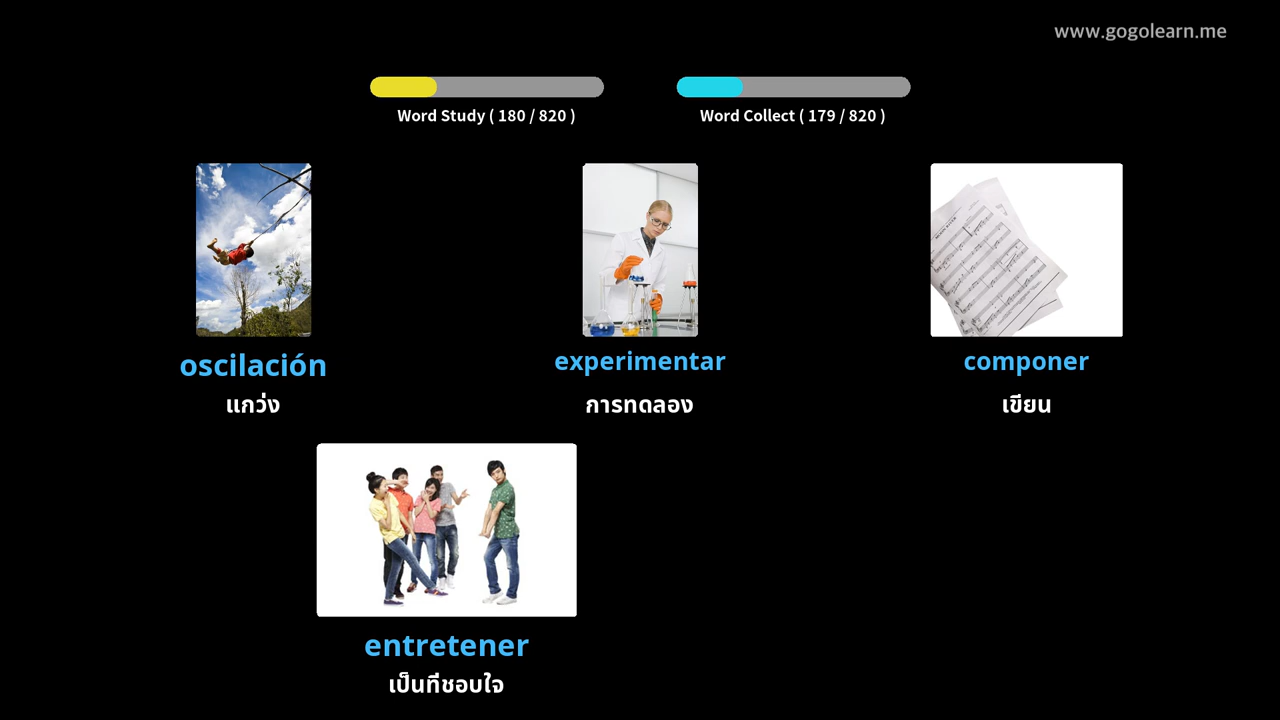 www.gogolearn.me
Word Study ( 180 / 820 )
Word Collect ( 179 / 820 )
oscilación
แกว่ง
experimentar
การทดลอง
componer
เขียน
entretener
เป็นที่ชอบใจ